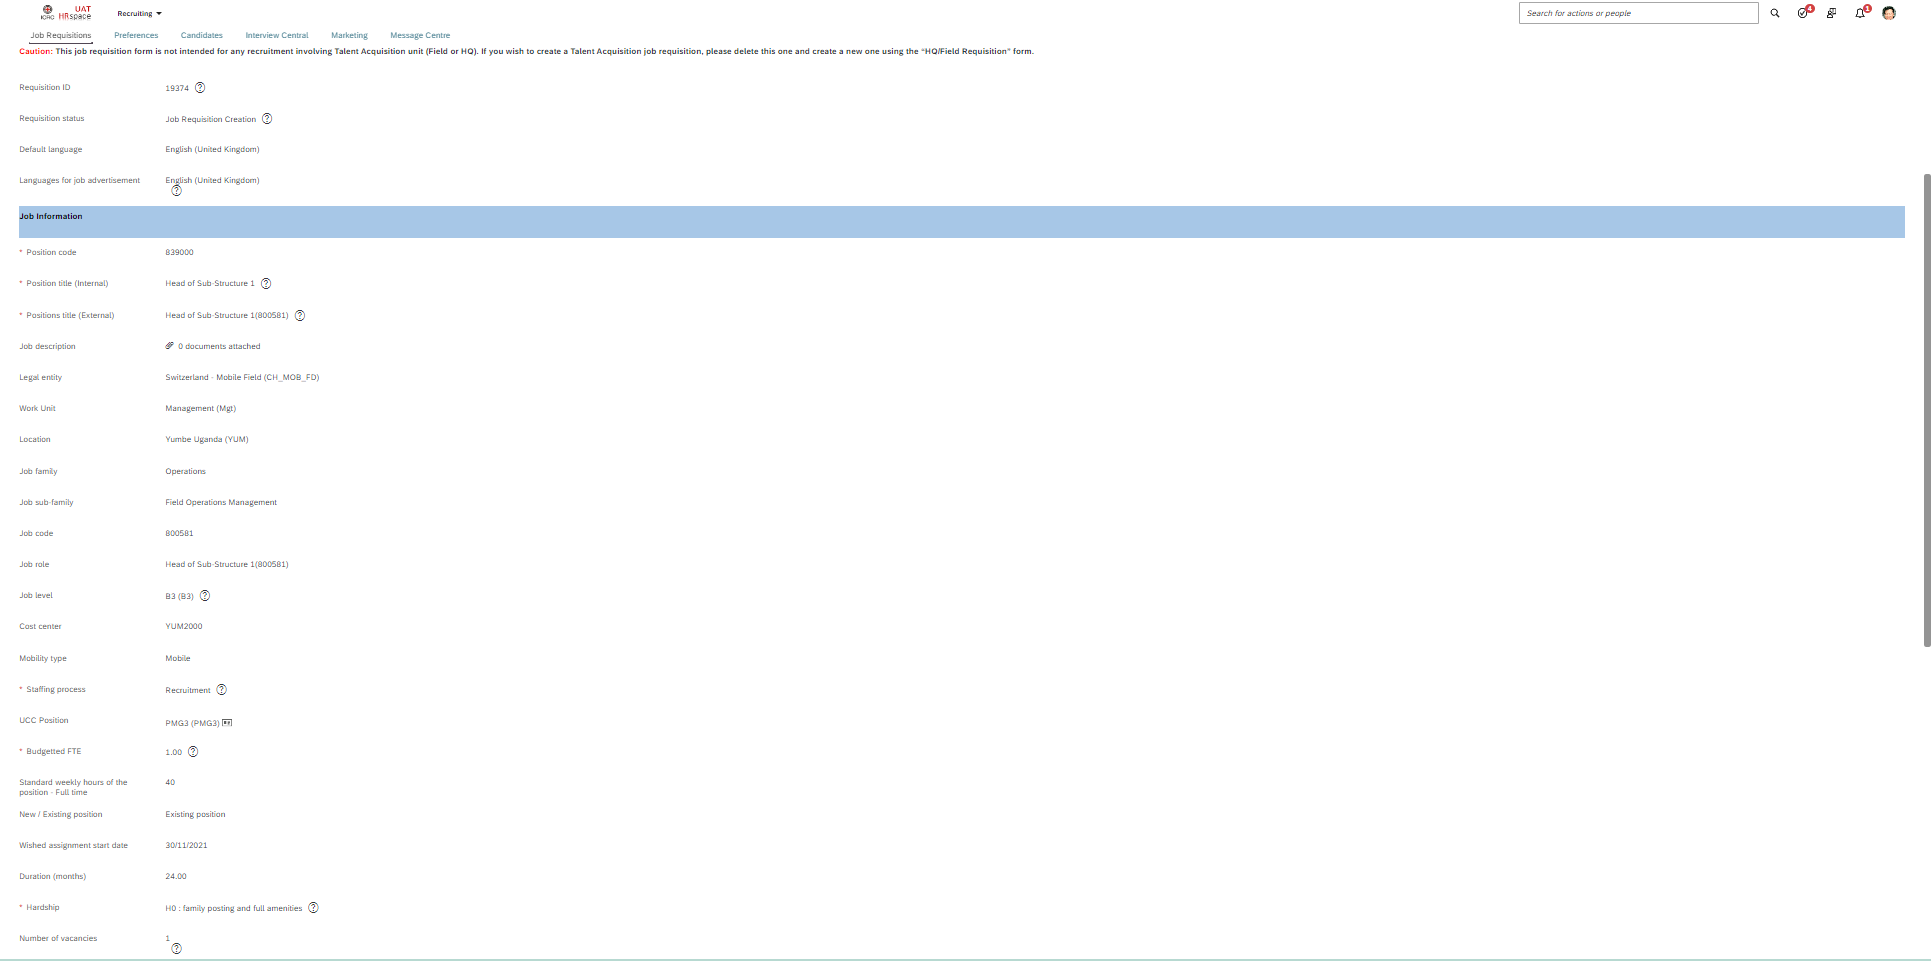 ICRC
UAT
HRspace
Recruiting
Search for actions or people
4
1
Job Requisitions
Preferences
Candidates
Interview Central
Marketing
Message Centre
Caution: This job requisition form is not intended for any recruitment involving Talent Acquisition unit (Field or HQ). If you wish to create a Talent Acquisition job requisition, please delete this one and create a new one using the "HQ/Field Requisition" form.
Requisition ID
19374
Requisition status
Job Requisition Creation
Default language
English (United Kingdom)
Languages for job advertisement
English (United Kingdom)
Job Information
* Position code
839000
* Position title (Internal)
Head of Sub-Structure 1
* Positions title (External)
Head of Sub-Structure 1(800581)
Job description
0 documents attached
Legal entity
Switzerland - Mobile Field (CH_MOB_FD)
Work Unit
Management (Mgt)
Location
Yumbe Uganda (YUM)
Job family
Operations
Job sub-family
Field Operations Management
Job code
800581
Job role
Head of Sub-Structure 1(800581)
Job level
B3 (B3)
Cost center
YUM2000
Mobility type
Mobile
* Staffing process
Recruitment
UCC Position
PMG3 (PMG3)
* Budgetted FTE
1.00
Standard weekly hours of the
position - Full time
40
New / Existing position
Existing position
Wished assignment start date
30/11/2021
Duration (months)
24.00
* Hardship
H0 : family posting and full amenities
Number of vacancies
1